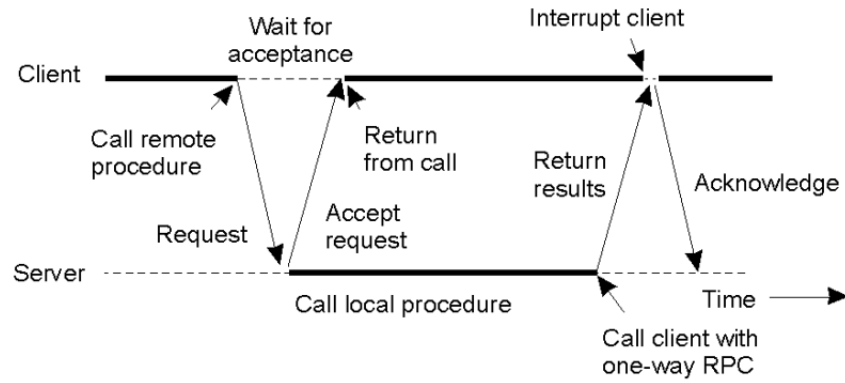 Wait for
acceptance
Interrupt client
Client
Call remote
procedure
Return
from call
Return
results
Acknowledge
Request
Accept
request
Server
Call local procedure
Time
Call client with
one-way RPC